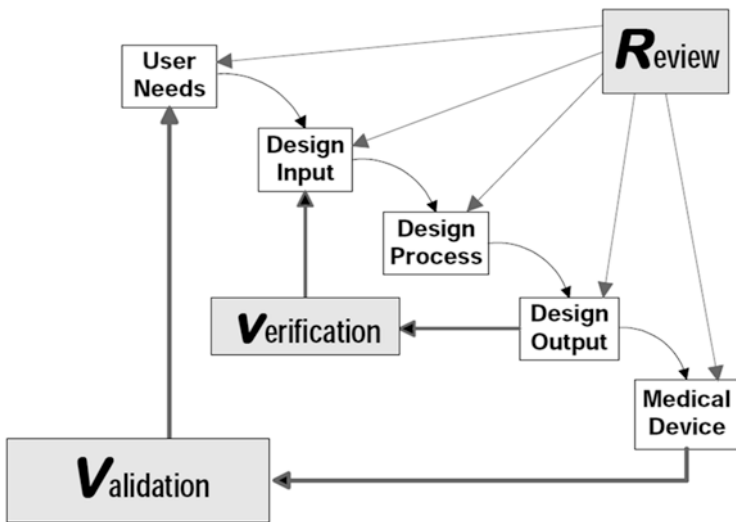 User
Needs
Review
Design
Input
Design
Process
Verification
Design
Output
Medical
Device
Validation